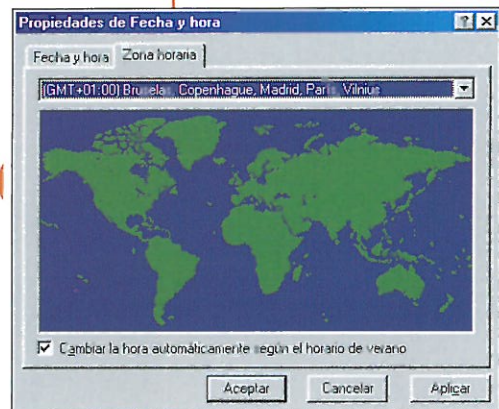 Propiedades de Fecha y hora
Fecha y hora
Zona horaria
(GMT+01:00) Bruselas, Copenhague, Madrid, París, Vilnius
Cambiar la hora automáticamente según el horario de verano
Aceptar
Cancelar
Aplicar